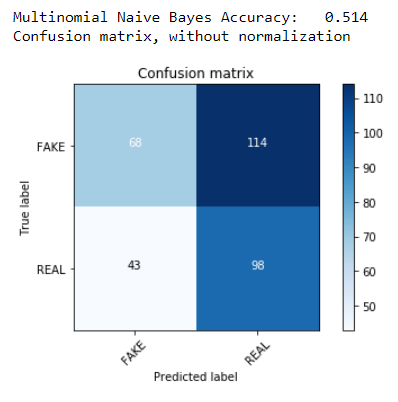 Multinomial Naive Bayes Accuracy:   0.514
Confusion matrix, without normalization
Confusion matrix
FAKE
68
114
REAL
43
98
True label
FAKE
REAL
Predicted label
110
100
90
80
70
60
50